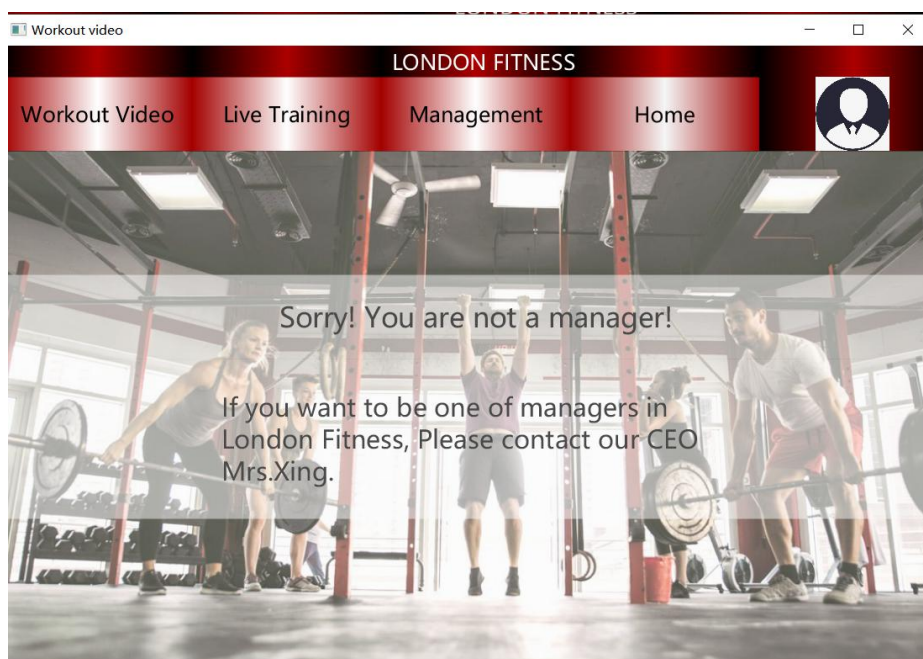 Workout video
LONDON FITNESS
Workout Video
Live Training
Management
Home
Sorry! You are not a manager!
If you want to be one of managers in
London Fitness, Please contact our CEO
Mrs.Xing.